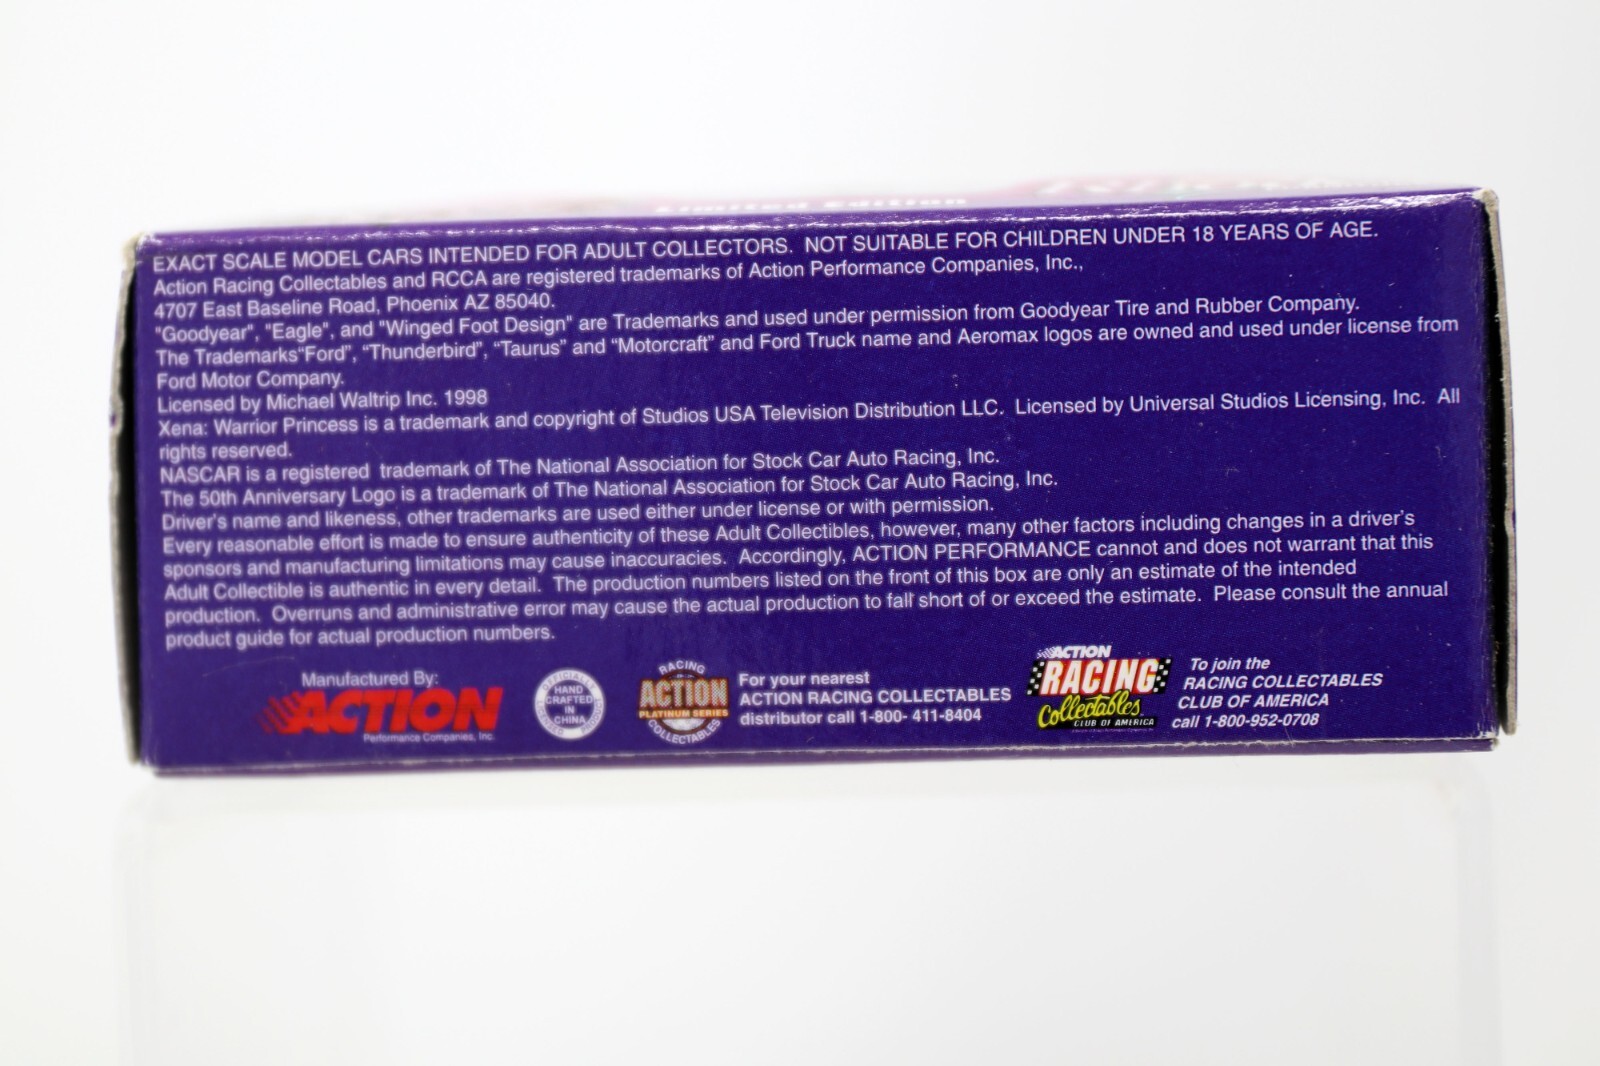 Limited Edition
EXACT SCALE MODEL CARS INTENDED FOR ADULT COLLECTORS.  NOT SUITABLE FOR CHILDREN UNDER 18 YEARS OF AGE.
Action Racing Collectables and RCCA are registered trademarks of Action Performance Companies, Inc.,
4707 East Baseline Road, Phoenix AZ 85040.
"Goodyear", "Eagle", and "Winged Foot Design" are Trademarks and used under permission from Goodyear Tire and Rubber Company.
The Trademarks“Ford”, “Thunderbird”, “Taurus” and “Motorcraft” and Ford Truck name and Aeromax logos are owned and used under license from
Ford Motor Company.
Licensed by Michael Waltrip Inc. 1998
Xena: Warrior Princess is a trademark and copyright of Studios USA Television Distribution LLC.  Licensed by Universal Studios Licensing, Inc.  All
rights reserved.
NASCAR is a registered  trademark of The National Association for Stock Car Auto Racing, Inc.
The 50th Anniversary Logo is a trademark of The National Association for Stock Car Auto Racing, Inc.
Driver's name and likeness, other trademarks are used either under license or with permission.
Every reasonable effort is made to ensure authenticity of these Adult Collectibles, however, many other factors including changes in a driver's
sponsors and manufacturing limitations may cause inaccuracies.  Accordingly, ACTION PERFORMANCE cannot and does not warrant that this
Adult Collectible is authentic in every detail.  The production numbers listed on the front of this box are only an estimate of the intended
production.  Overruns and administrative error may cause the actual production to fall short of or exceed the estimate.  Please consult the annual
product guide for actual production numbers.
Manufactured By:
ACTION
Performance Companies, Inc.
OFFICIALLY
HAND
CRAFTED
IN
CHINA
LICENSED PRODUCT
RACING
ACTION
PLATINUM SERIES
COLLECTABLES
For your nearest
ACTION RACING COLLECTABLES
distributor call 1-800- 411-8404
ACTION
RACING
Collectables
CLUB OF AMERICA
To join the
RACING COLLECTABLES
CLUB OF AMERICA
call 1-800-952-0708